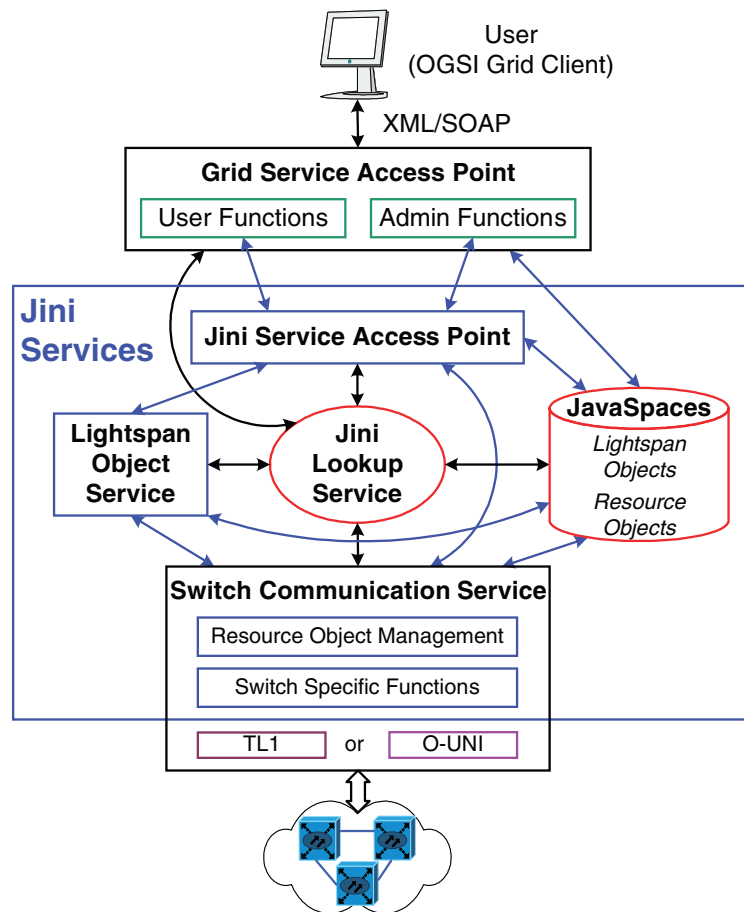 User
(OGSI Grid Client)
XML/SOAP
Grid Service Access Point
User Functions
Admin Functions
Jini
Services
Jini Service Access Point
Lightspan
Object
Service
Jini
Lookup
Service
JavaSpaces
Lightspan
Objects
Resource
Objects
Switch Communication Service
Resource Object Management
Switch Specific Functions
TL1 or O-UNI